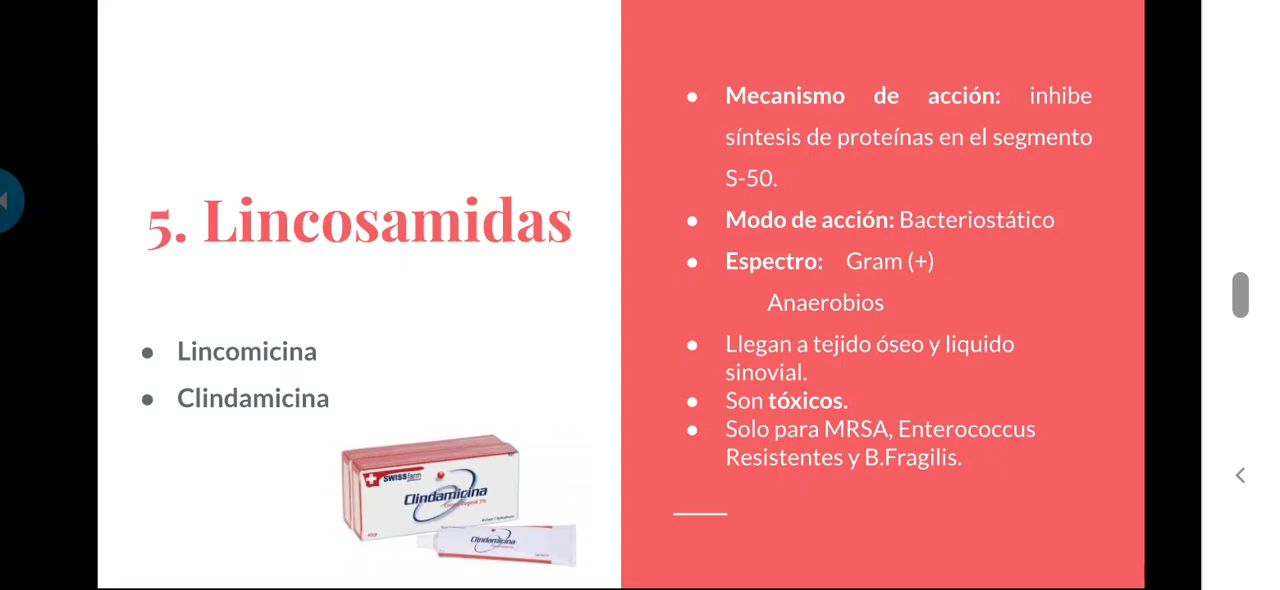 5. Lincosamidas
● Lincomicina
● Clindamicina
SWISSfarm
Clindamicina
Clindamicina
● Mecanismo de acción: inhibe
síntesis de proteínas en el segmento
S-50.
● Modo de acción: Bacteriostático
● Espectro: Gram (+)
Anaerobios
● Llegan a tejido óseo y liquido
sinovial.
● Son tóxicos.
● Solo para MRSA, Enterococcus
Resistentes y B.Fragilis.